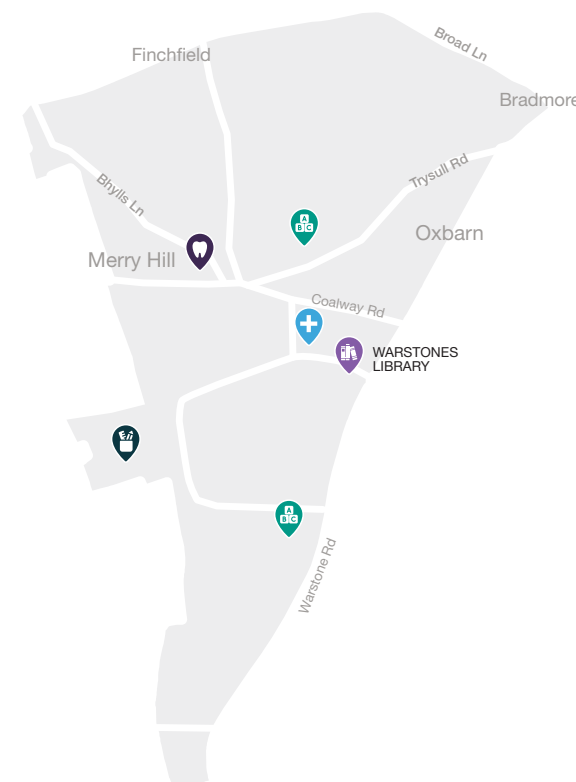 Broad Ln
Finchfield
Bradmore
Trysull Rd
Bhylls Ln
A
B C
Oxbarn
Merry Hill
Coalway Rd
WARSTONES
LIBRARY
A
B C
Warstone Rd